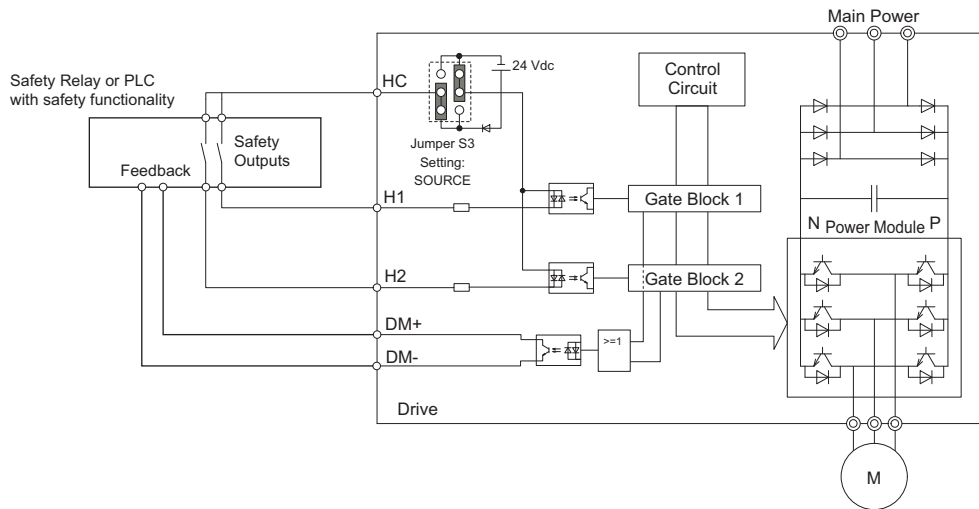 Main Power
Safety Relay or PLC
with safety functionality
HC
24 Vdc
Control
Circuit
Jumper S3
Setting:
SOURCE
Safety
Outputs
Feedback
H1
Gate Block 1
N
P
Power Module
H2
Gate Block 2
DM+
>=1
DM-
Drive
M